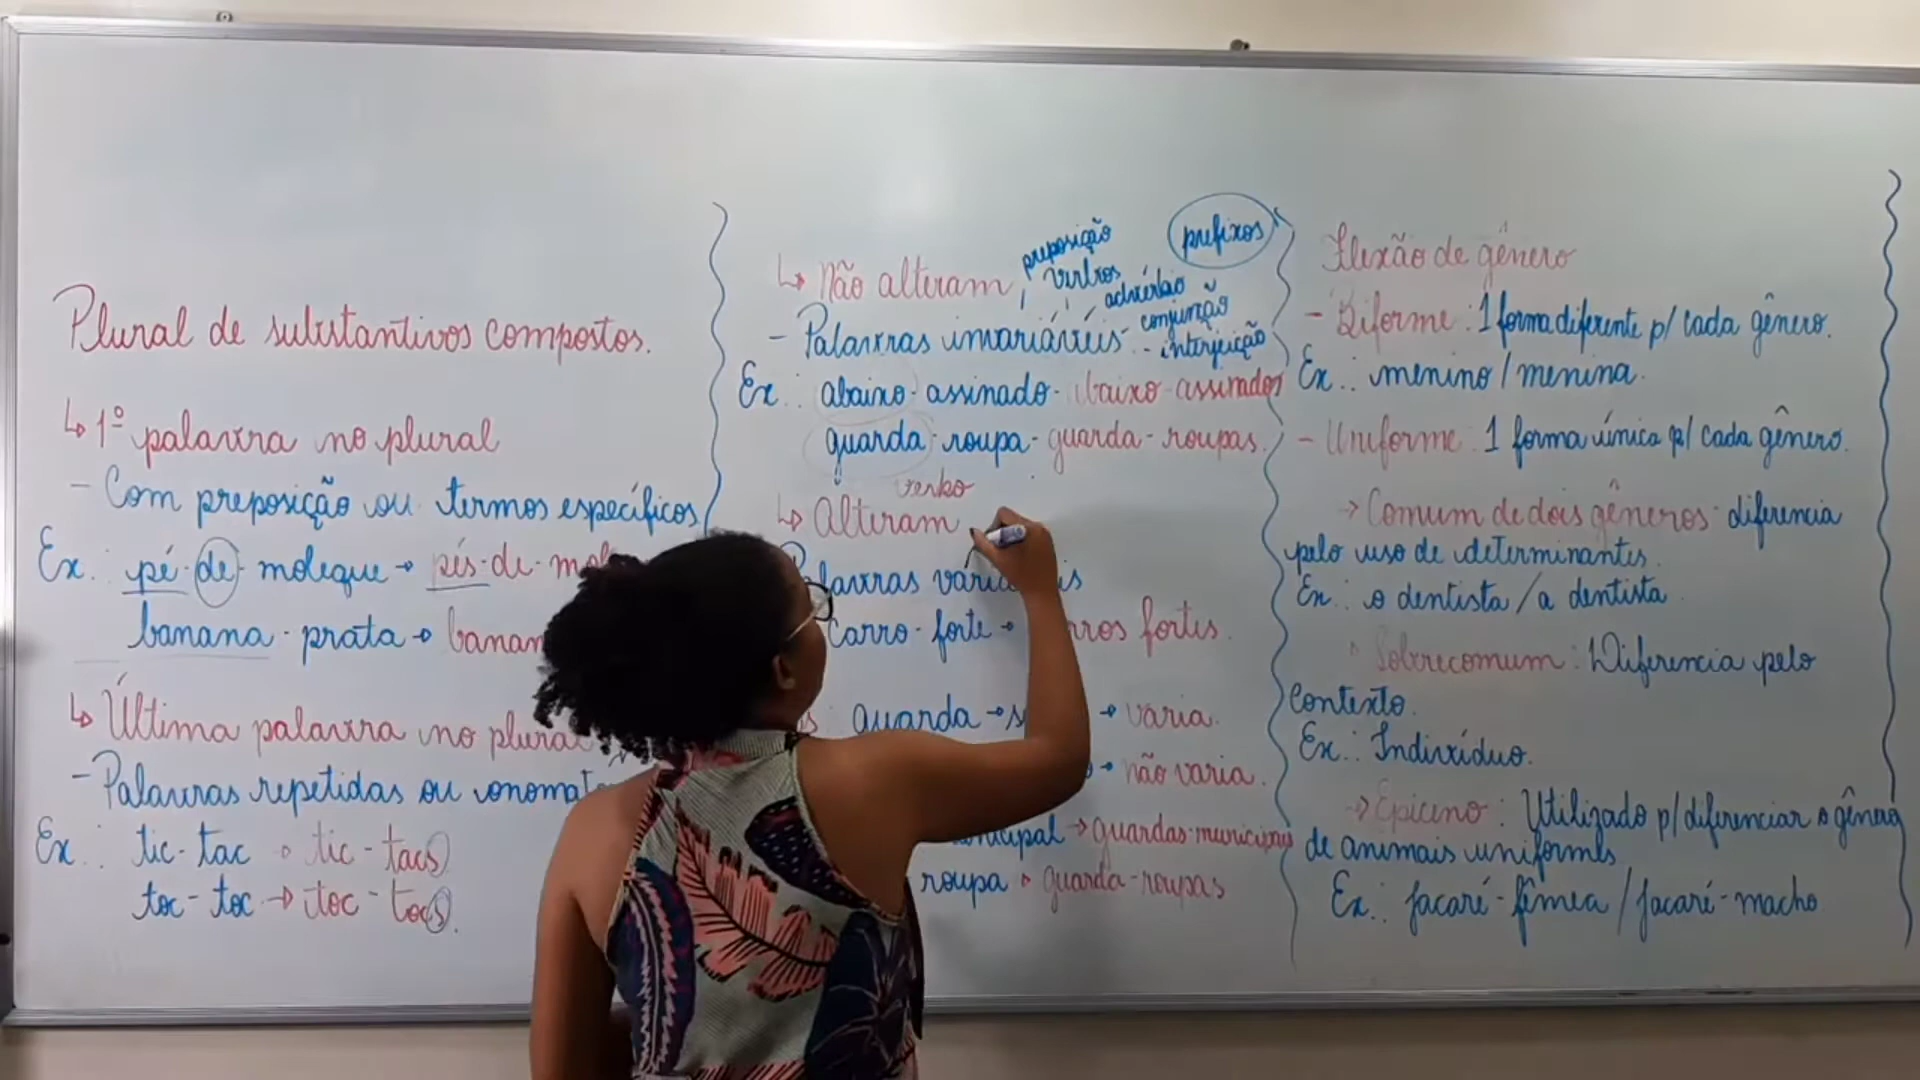 Plural de substantivos compostos.
↳ 1º palavra no plural
- Com preposição ou termos específicos
Ex.: pé-de-moleque → pés-de-mol
banana-prata → banan
↳ Última palavra no plural
- Palavras repetidas ou onomat
Ex.: tic-tac → tic-tacs
toc-toc → toc-tocs.
prefixos
↳ Não alteram
preposição
verbos
advérbio
conjunção
interjeição
- Palavras invariáveis
Ex.: abaixo-assinado - baixo-assinados
guarda-roupa - guarda-roupas.
verbo
↳ Alteram
lavras variá is
carro-forte → rros fortes.
guarda → s → varia.
→ não varia.
nicipal → guardas-municipais
roupa → guarda-roupas
Flexão de gênero
- Biforme: 1 forma diferente p/ cada gênero.
Ex.: menino/menina.
- Uniforme: 1 forma única p/ cada gênero.
→ Comum de dois gêneros: diferencia
pelo uso de determinantes.
Ex.: o dentista/a dentista
Sobrecomum: Diferencia pelo
contexto.
Ex.: Indivíduo.
→ Epiceno: Utilizado p/ diferenciar o gênero
de animais uniformes
Ex.: jacaré-fêmea / jacaré-macho